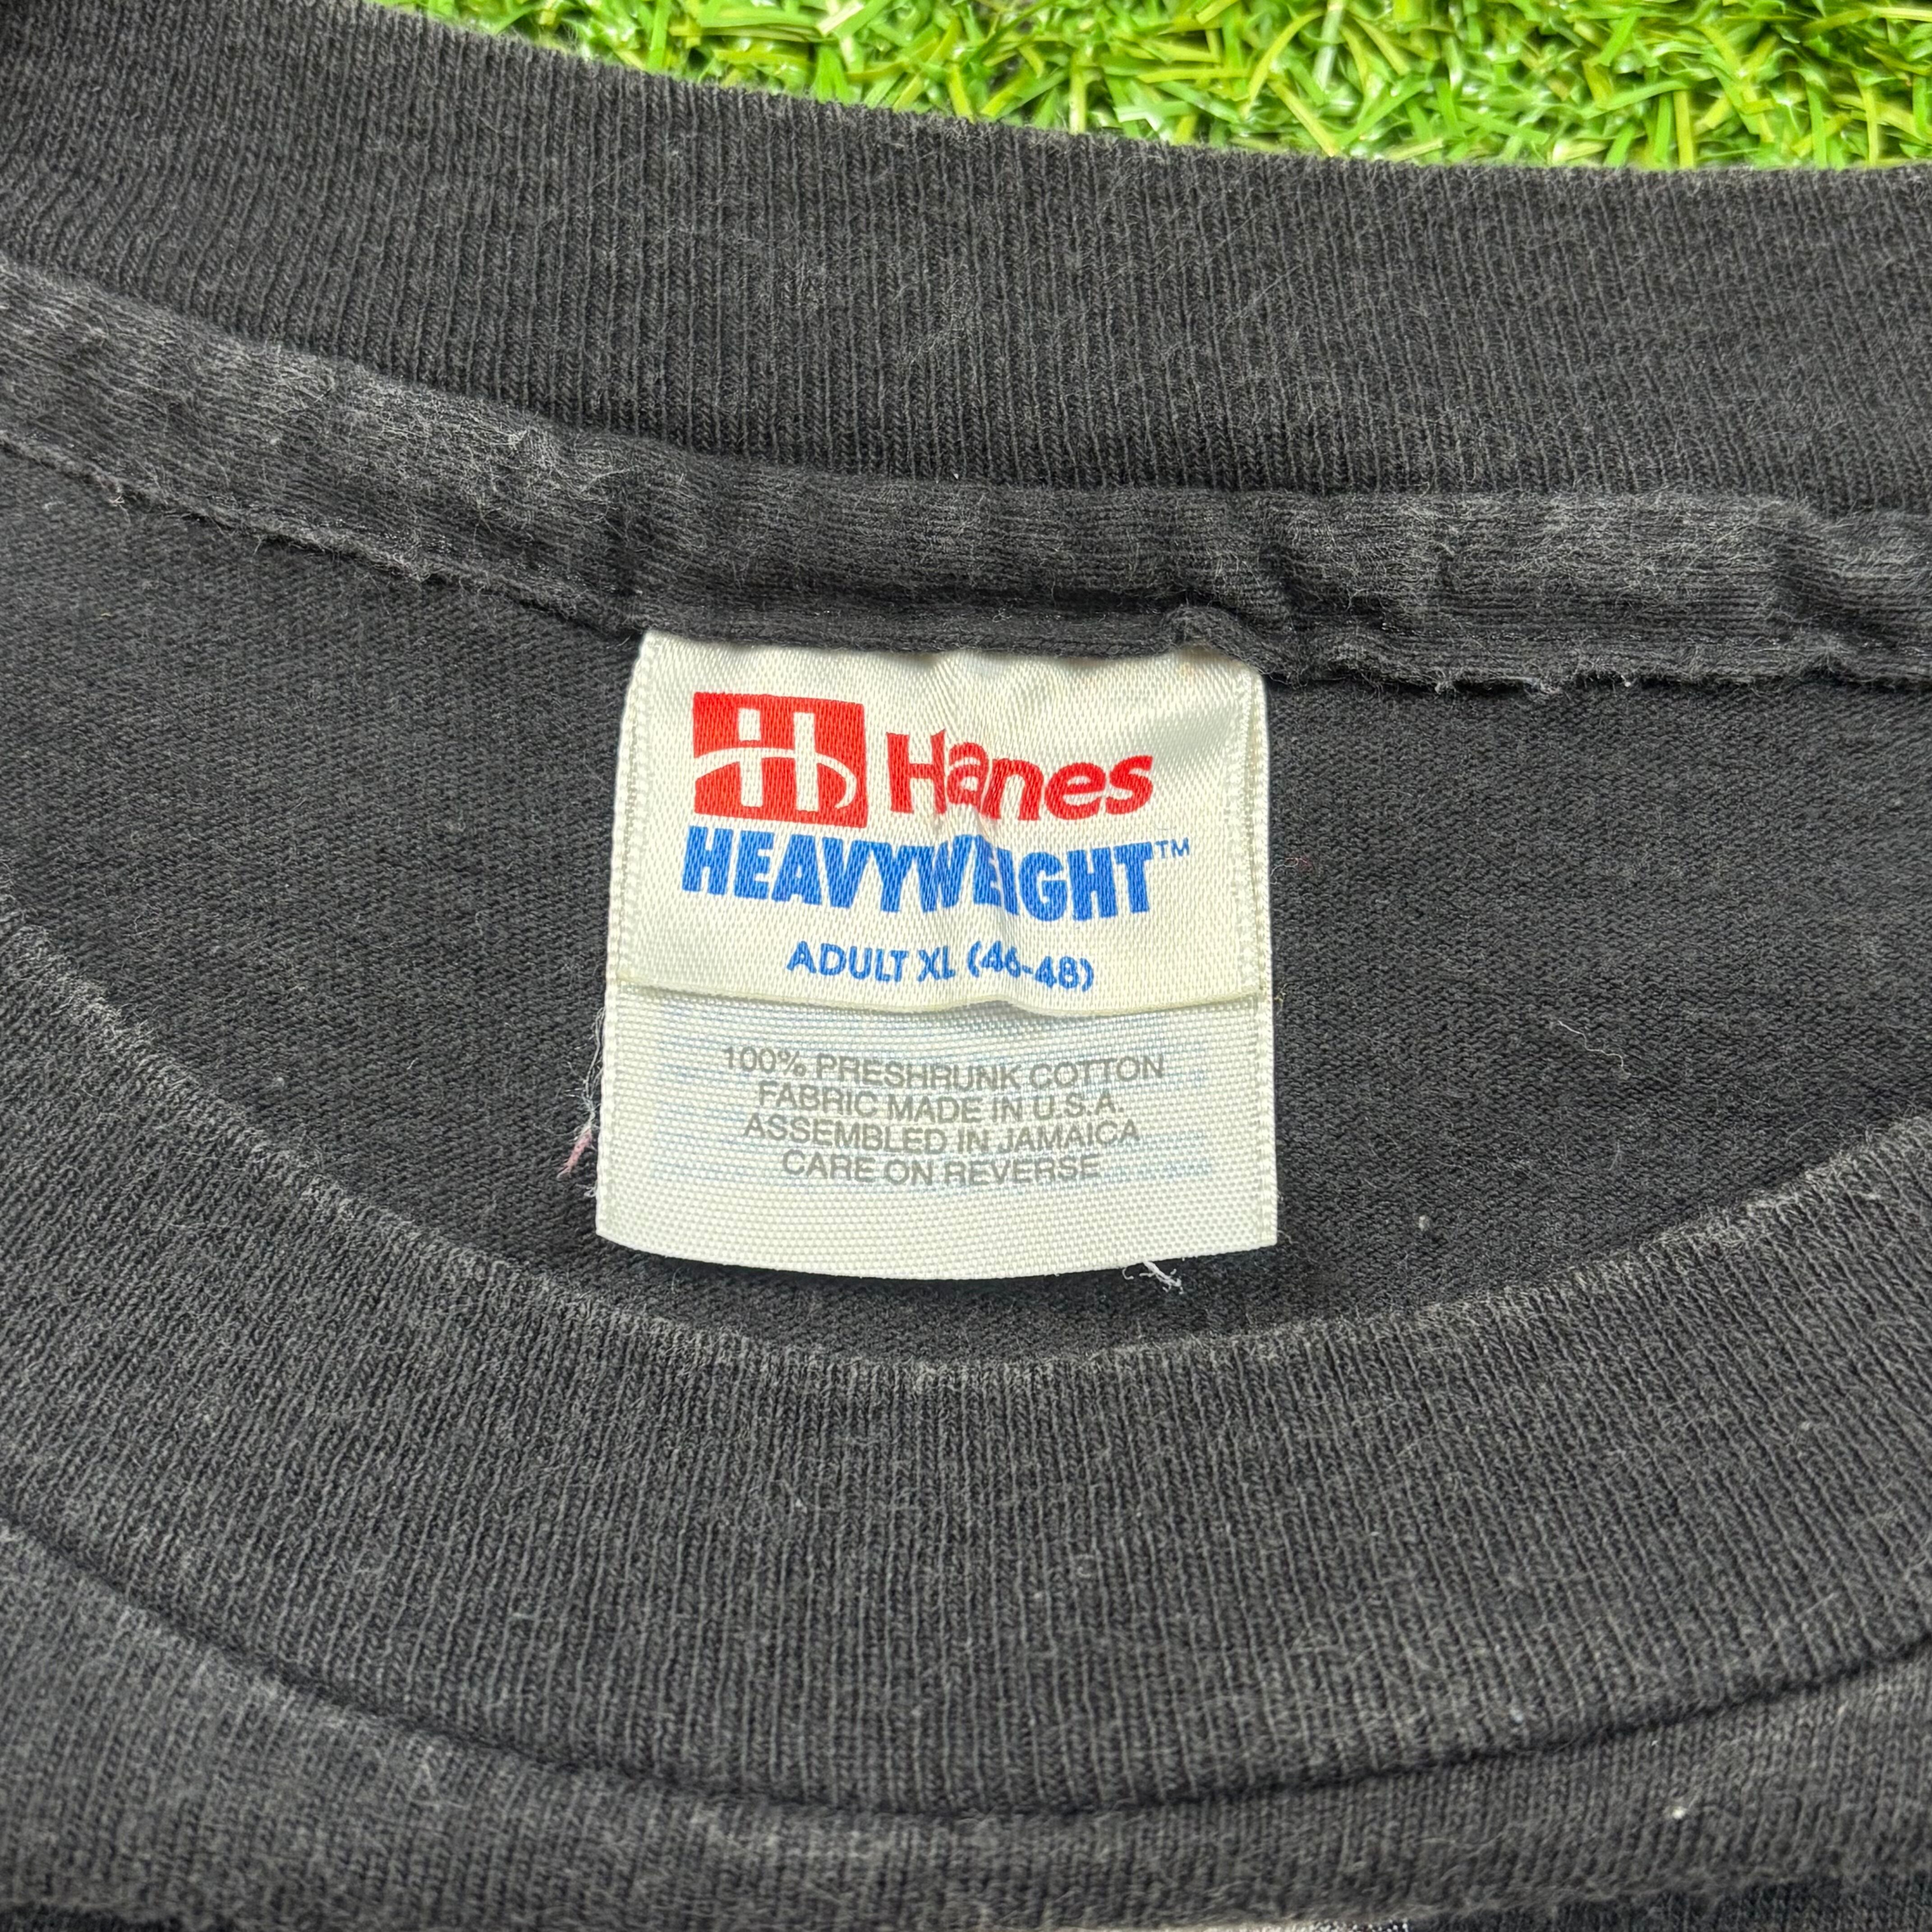 H Hanes
HEAVYWEIGHT™
ADULT XL (46-48)
100% PRESHRUNK COTTON
FABRIC MADE IN U.S.A.
ASSEMBLED IN JAMAICA
CARE ON REVERSE